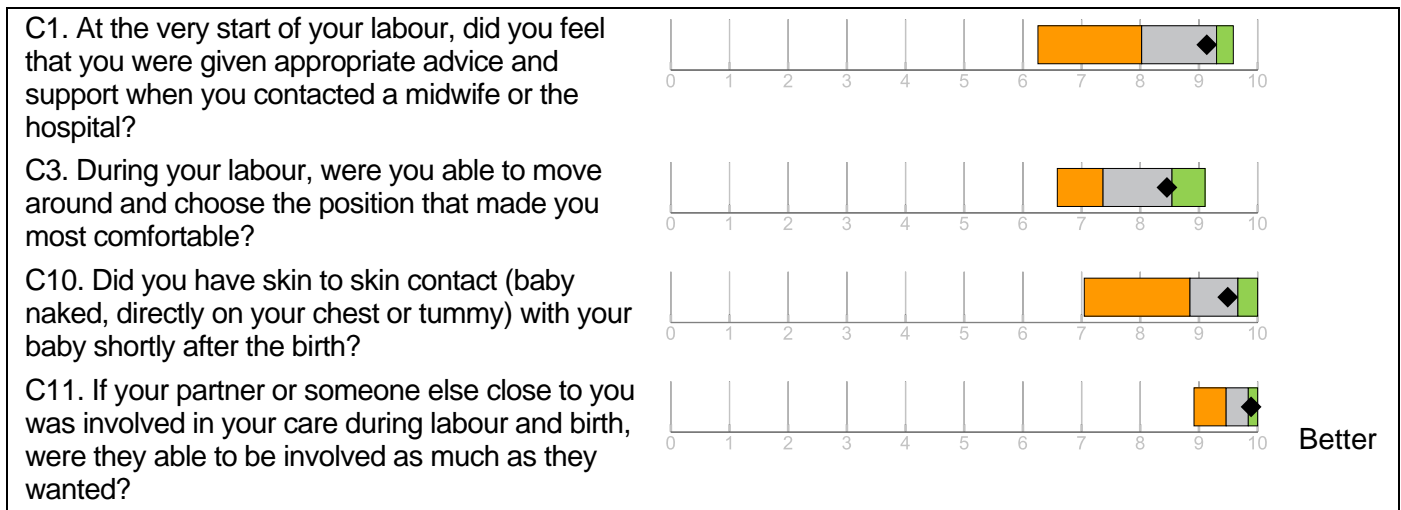 C1. At the very start of your labour, did you feel
that you were given appropriate advice and
support when you contacted a midwife or the
hospital?
0 1 2 3 4 5 6 7 8 9 10
C3. During your labour, were you able to move
around and choose the position that made you
most comfortable?
0 1 2 3 4 5 6 7 8 9 10
C10. Did you have skin to skin contact (baby
naked, directly on your chest or tummy) with your
baby shortly after the birth?
0 1 2 3 4 5 6 7 8 9 10
C11. If your partner or someone else close to you
was involved in your care during labour and birth,
were they able to be involved as much as they
wanted?
0 1 2 3 4 5 6 7 8 9 10
Better